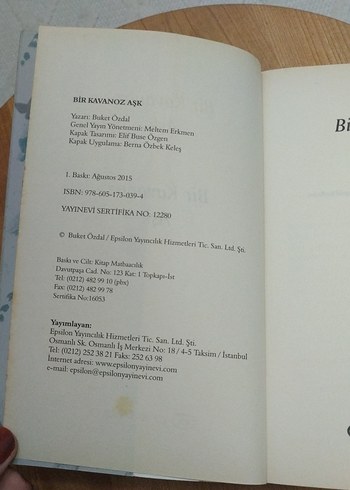 BİR KAVANOZ AŞK
Yazarı: Buket Özdal
Genel Yayın Yönetmeni: Meltem Erkmen
Kapak Tasarımı: Elif Buse Özgen
Kapak Uygulama: Berna Özbek Keleş
1. Baskı: Ağustos 2015
ISBN: 978-605-173-039-4
YAYINEVİ SERTİFİKA NO: 12280
© Buket Özdal / Epsilon Yayıncılık Hizmetleri Tic. San. Ltd. Şti.
Baskı ve Cilt: Kitap Matbaacılık
Davutpaşa Cad. No: 123 Kat: 1 Topkapı-İst
Tel: (0212) 482 99 10 (pbx)
Fax: (0212) 482 99 78
Sertifika No:16053
Yayımlayan:
Epsilon Yayıncılık Hizmetleri Tic. San. Ltd. Şti.
Osmanlı Sk. Osmanlı İş Merkezi No: 18 / 4-5 Taksim / İstanbul
Tel: (0212) 252 38 21 Faks: 252 63 98
İnternet adresi: www.epsilonyayinevi.com
e-mail: epsilon@epsilonyayinevi.com
Bi